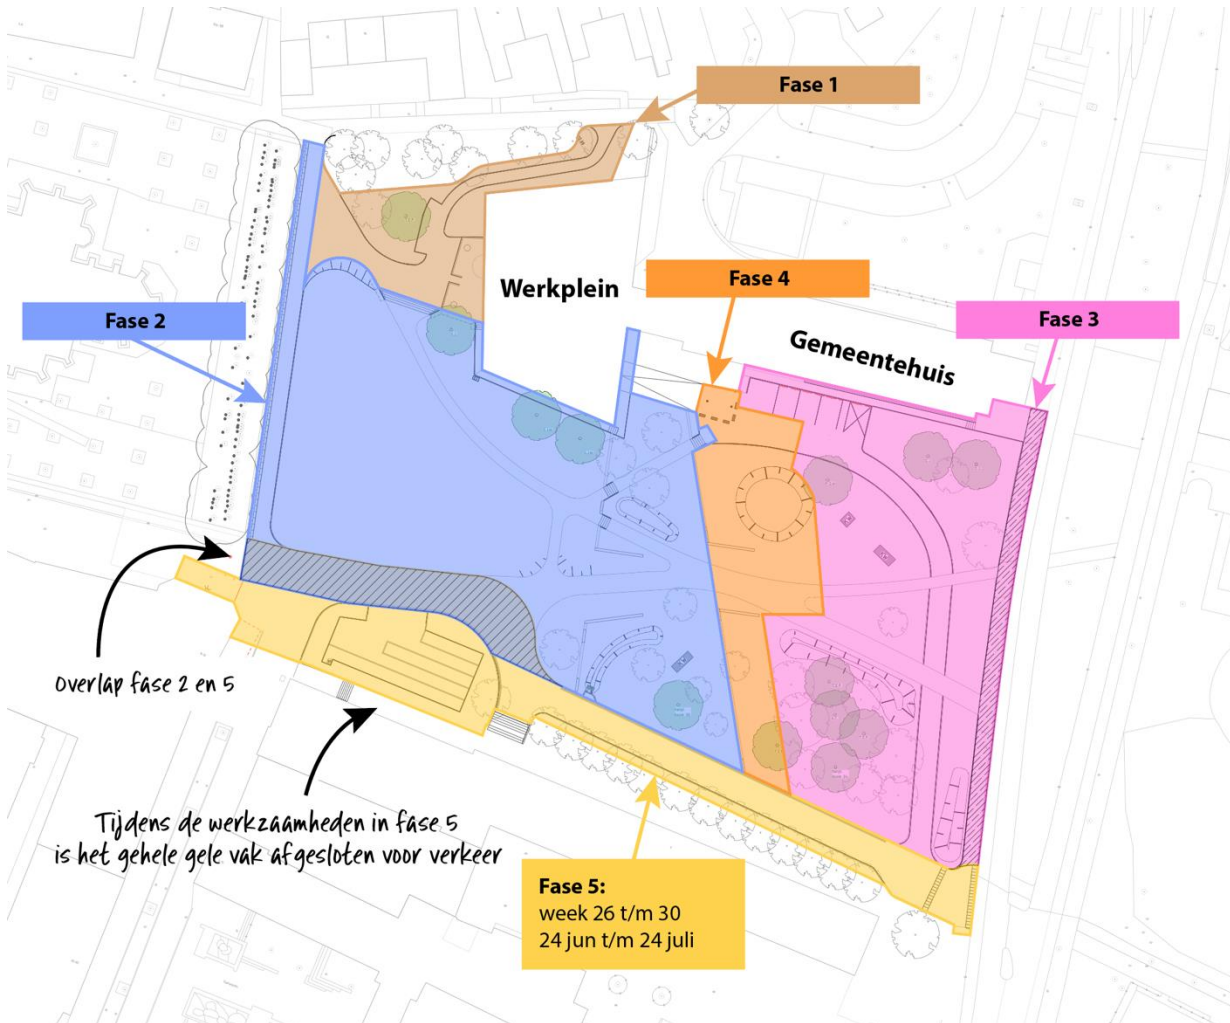 Fase 1
Werkplein
Fase 4
Fase 2
Fase 3
Gemeentehuis
Overlap fase 2 en 5
Tijdens de werkzaamheden in fase 5
is het gehele gele vak afgesloten voor verkeer
Fase 5:
week 26 t/m 30
24 jun t/m 24 juli